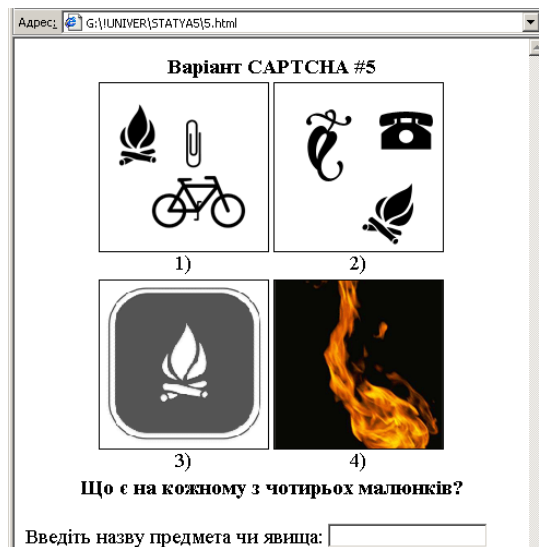 Адрес: G:\!UNIVER\STATYA5\5.html
Варіант CAPTCHA #5
1) 2)
3) 4)
Що є на кожному з чотирьох малюнків?
Введіть назву предмета чи явища: